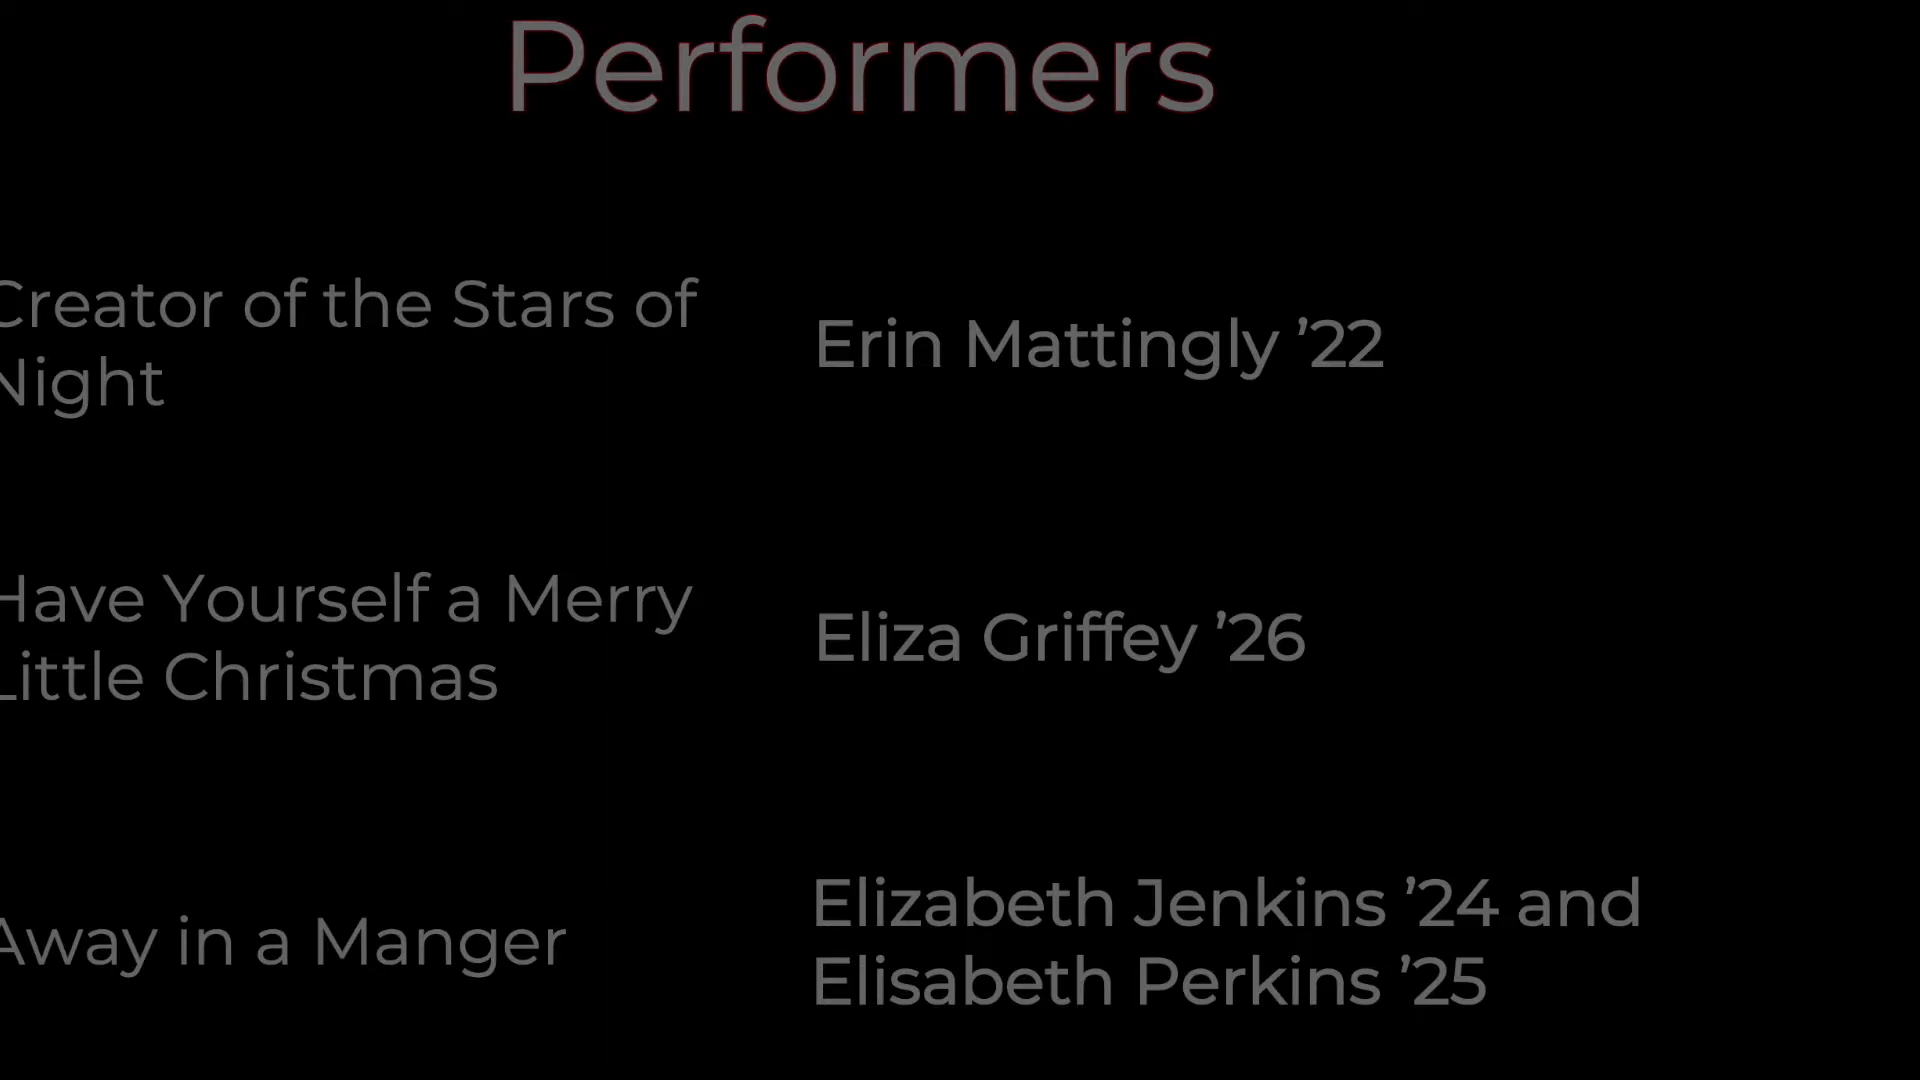 Performers
Creator of the Stars of
Night
Erin Mattingly ’22
Have Yourself a Merry
Little Christmas
Eliza Griffey ’26
Away in a Manger
Elizabeth Jenkins ’24 and
Elisabeth Perkins ’25